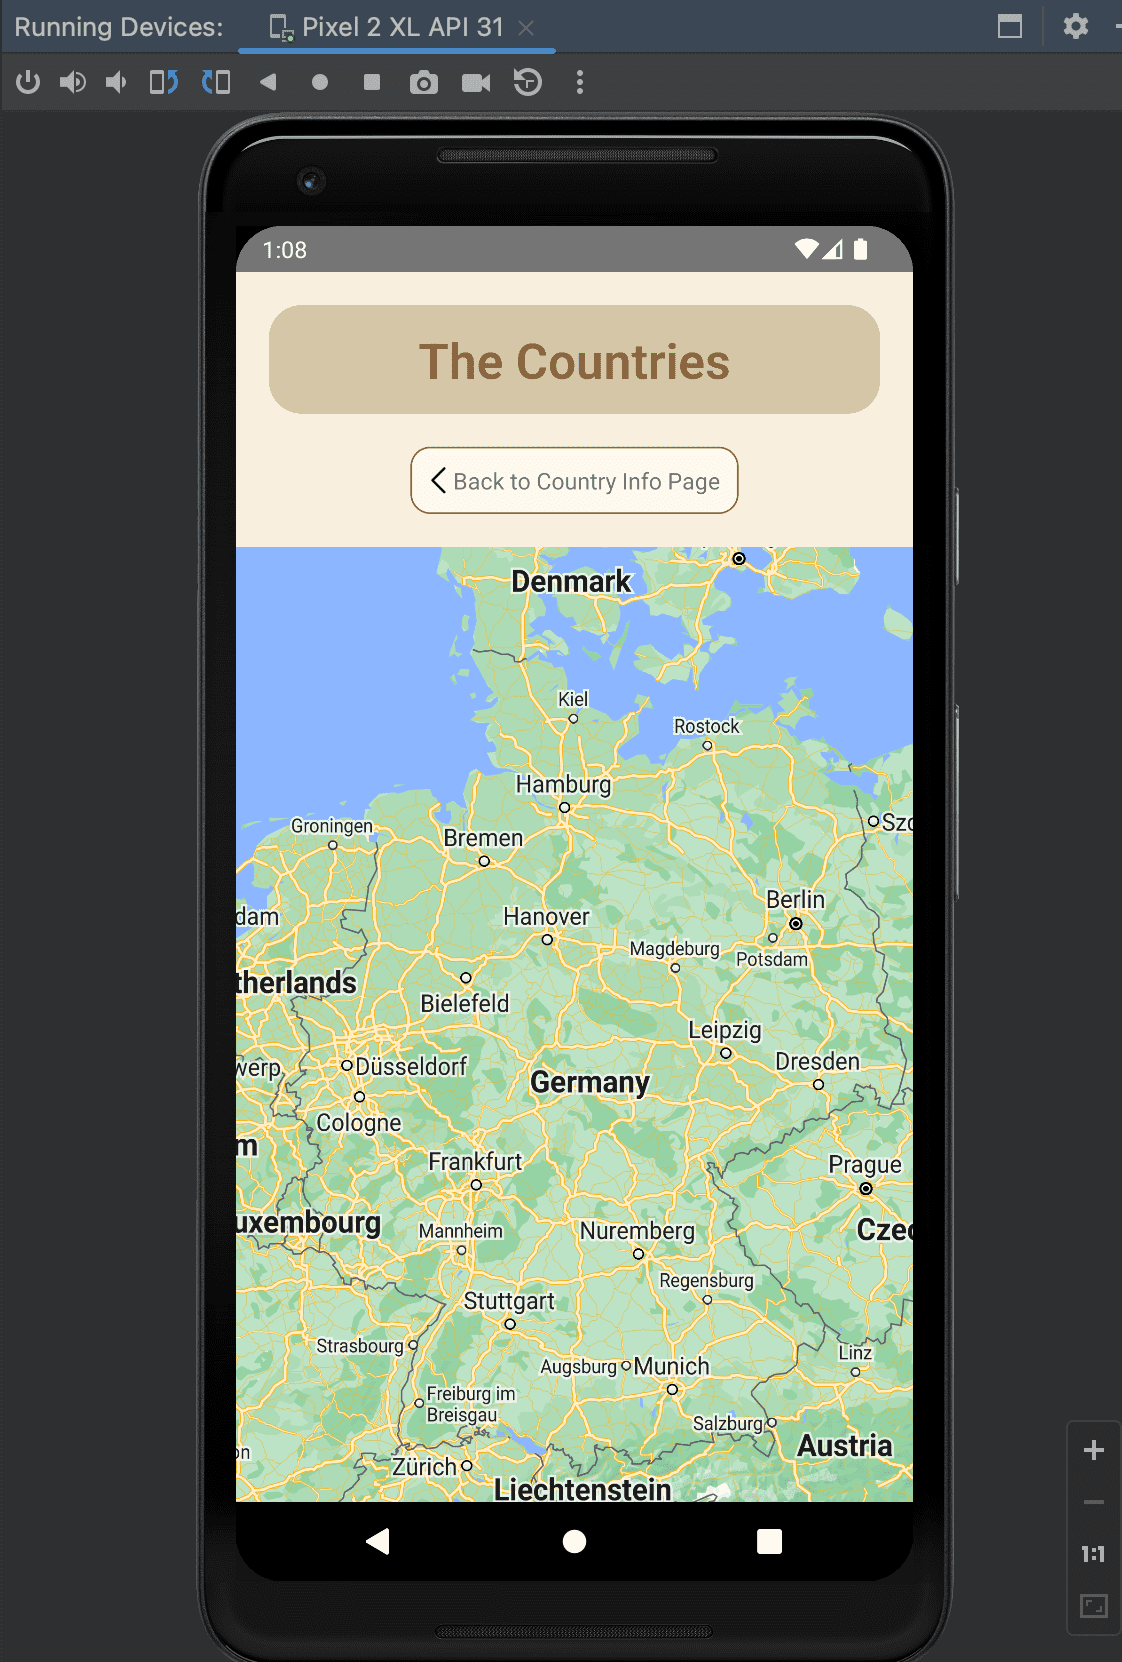 Running Devices: Pixel 2 XL API 31
1:08
The Countries
Back to Country Info Page
Denmark
Kiel
Rostock
Hamburg
Groningen
Szc
Bremen
Berlin
dam
Hanover
Magdeburg
Potsdam
therlands
Bielefeld
Leipzig
werp
Düsseldorf
Dresden
Germany
Cologne
m
Frankfurt
Prague
uxembourg
Mannheim
Nuremberg
Czec
Regensburg
Stuttgart
Strasbourg
Augsburg
Munich
Linz
Freiburg im
Breisgau
Salzburg
on
Austria
Zürich
Liechtenstein
1:1